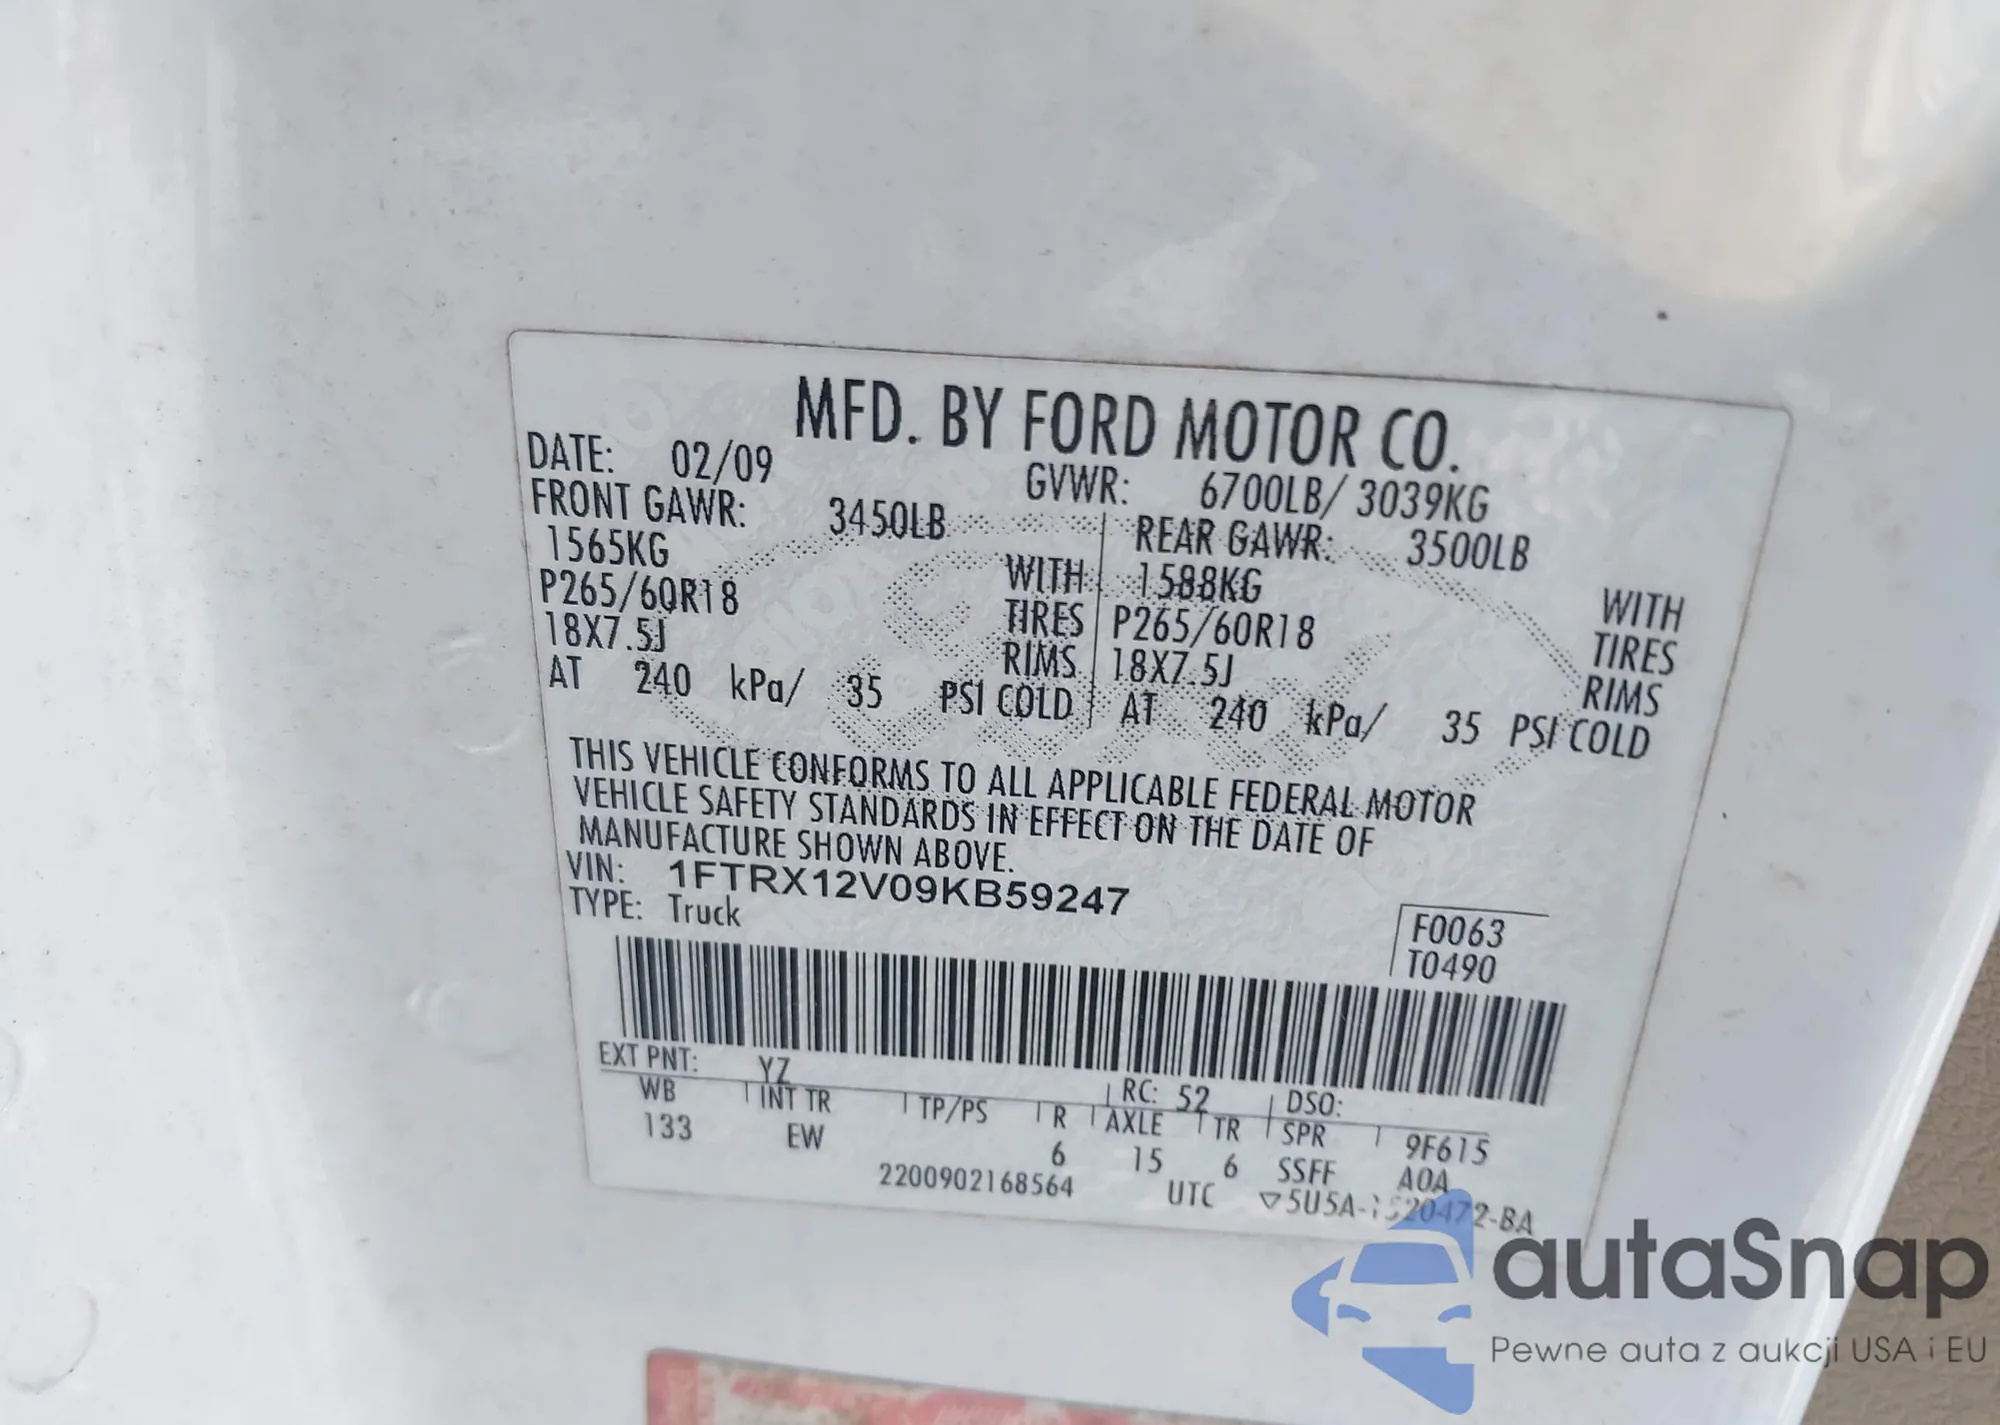 MFD. BY FORD MOTOR CO.
DATE: 02/09 GVWR: 6700LB/ 3039KG
FRONT GAWR: 3450LB REAR GAWR: 3500LB
1565KG WITH 1588KG WITH
P265/60R18 TIRES P265/60R18 TIRES
18X7.5J RIMS 18X7.5J RIMS
AT 240 kPa/ 35 PSI COLD AT 240 kPa/ 35 PSI COLD
THIS VEHICLE CONFORMS TO ALL APPLICABLE FEDERAL MOTOR
VEHICLE SAFETY STANDARDS IN EFFECT ON THE DATE OF
MANUFACTURE SHOWN ABOVE.
VIN: 1FTRX12V09KB59247
TYPE: Truck
F0063
T0490
EXT PNT: YZ RC: 52 DSO:
WB INT TR TP/PS R AXLE TR SPR 9F615
133 EW 6 15 6 SSFF A0A
2200902168564 UTC ▽5U5A-1520472-BA
autaSnap
Pewne auta z aukcji USA i EU